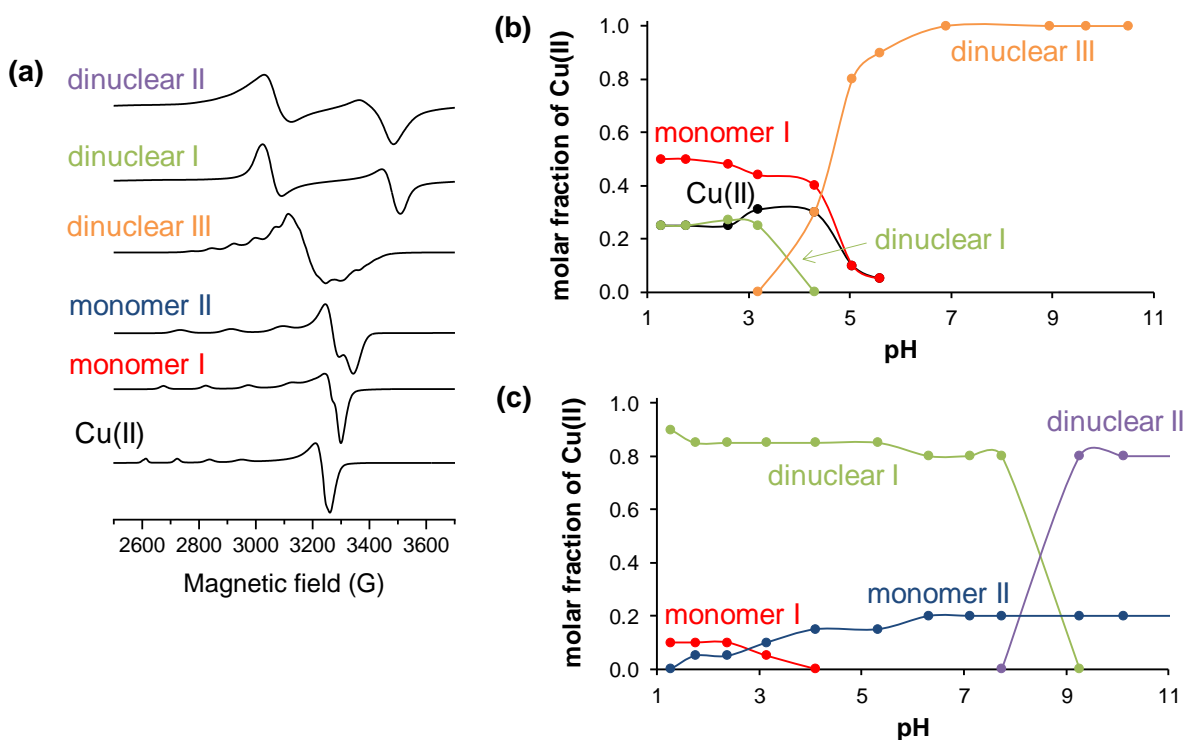 (a)
dinuclear II
dinuclear I
dinuclear III
monomer II
monomer I
Cu(II)
2600 2800 3000 3200 3400 3600
Magnetic field (G)
(b)
molar fraction of Cu(II)
1.0
0.8
0.6
0.4
0.2
0.0
dinuclear III
monomer I
Cu(II)
dinuclear I
1 3 5 7 9 11
pH
(c)
molar fraction of Cu(II)
1.0
0.8
0.6
0.4
0.2
0.0
dinuclear II
dinuclear I
monomer II
monomer I
1 3 5 7 9 11
pH